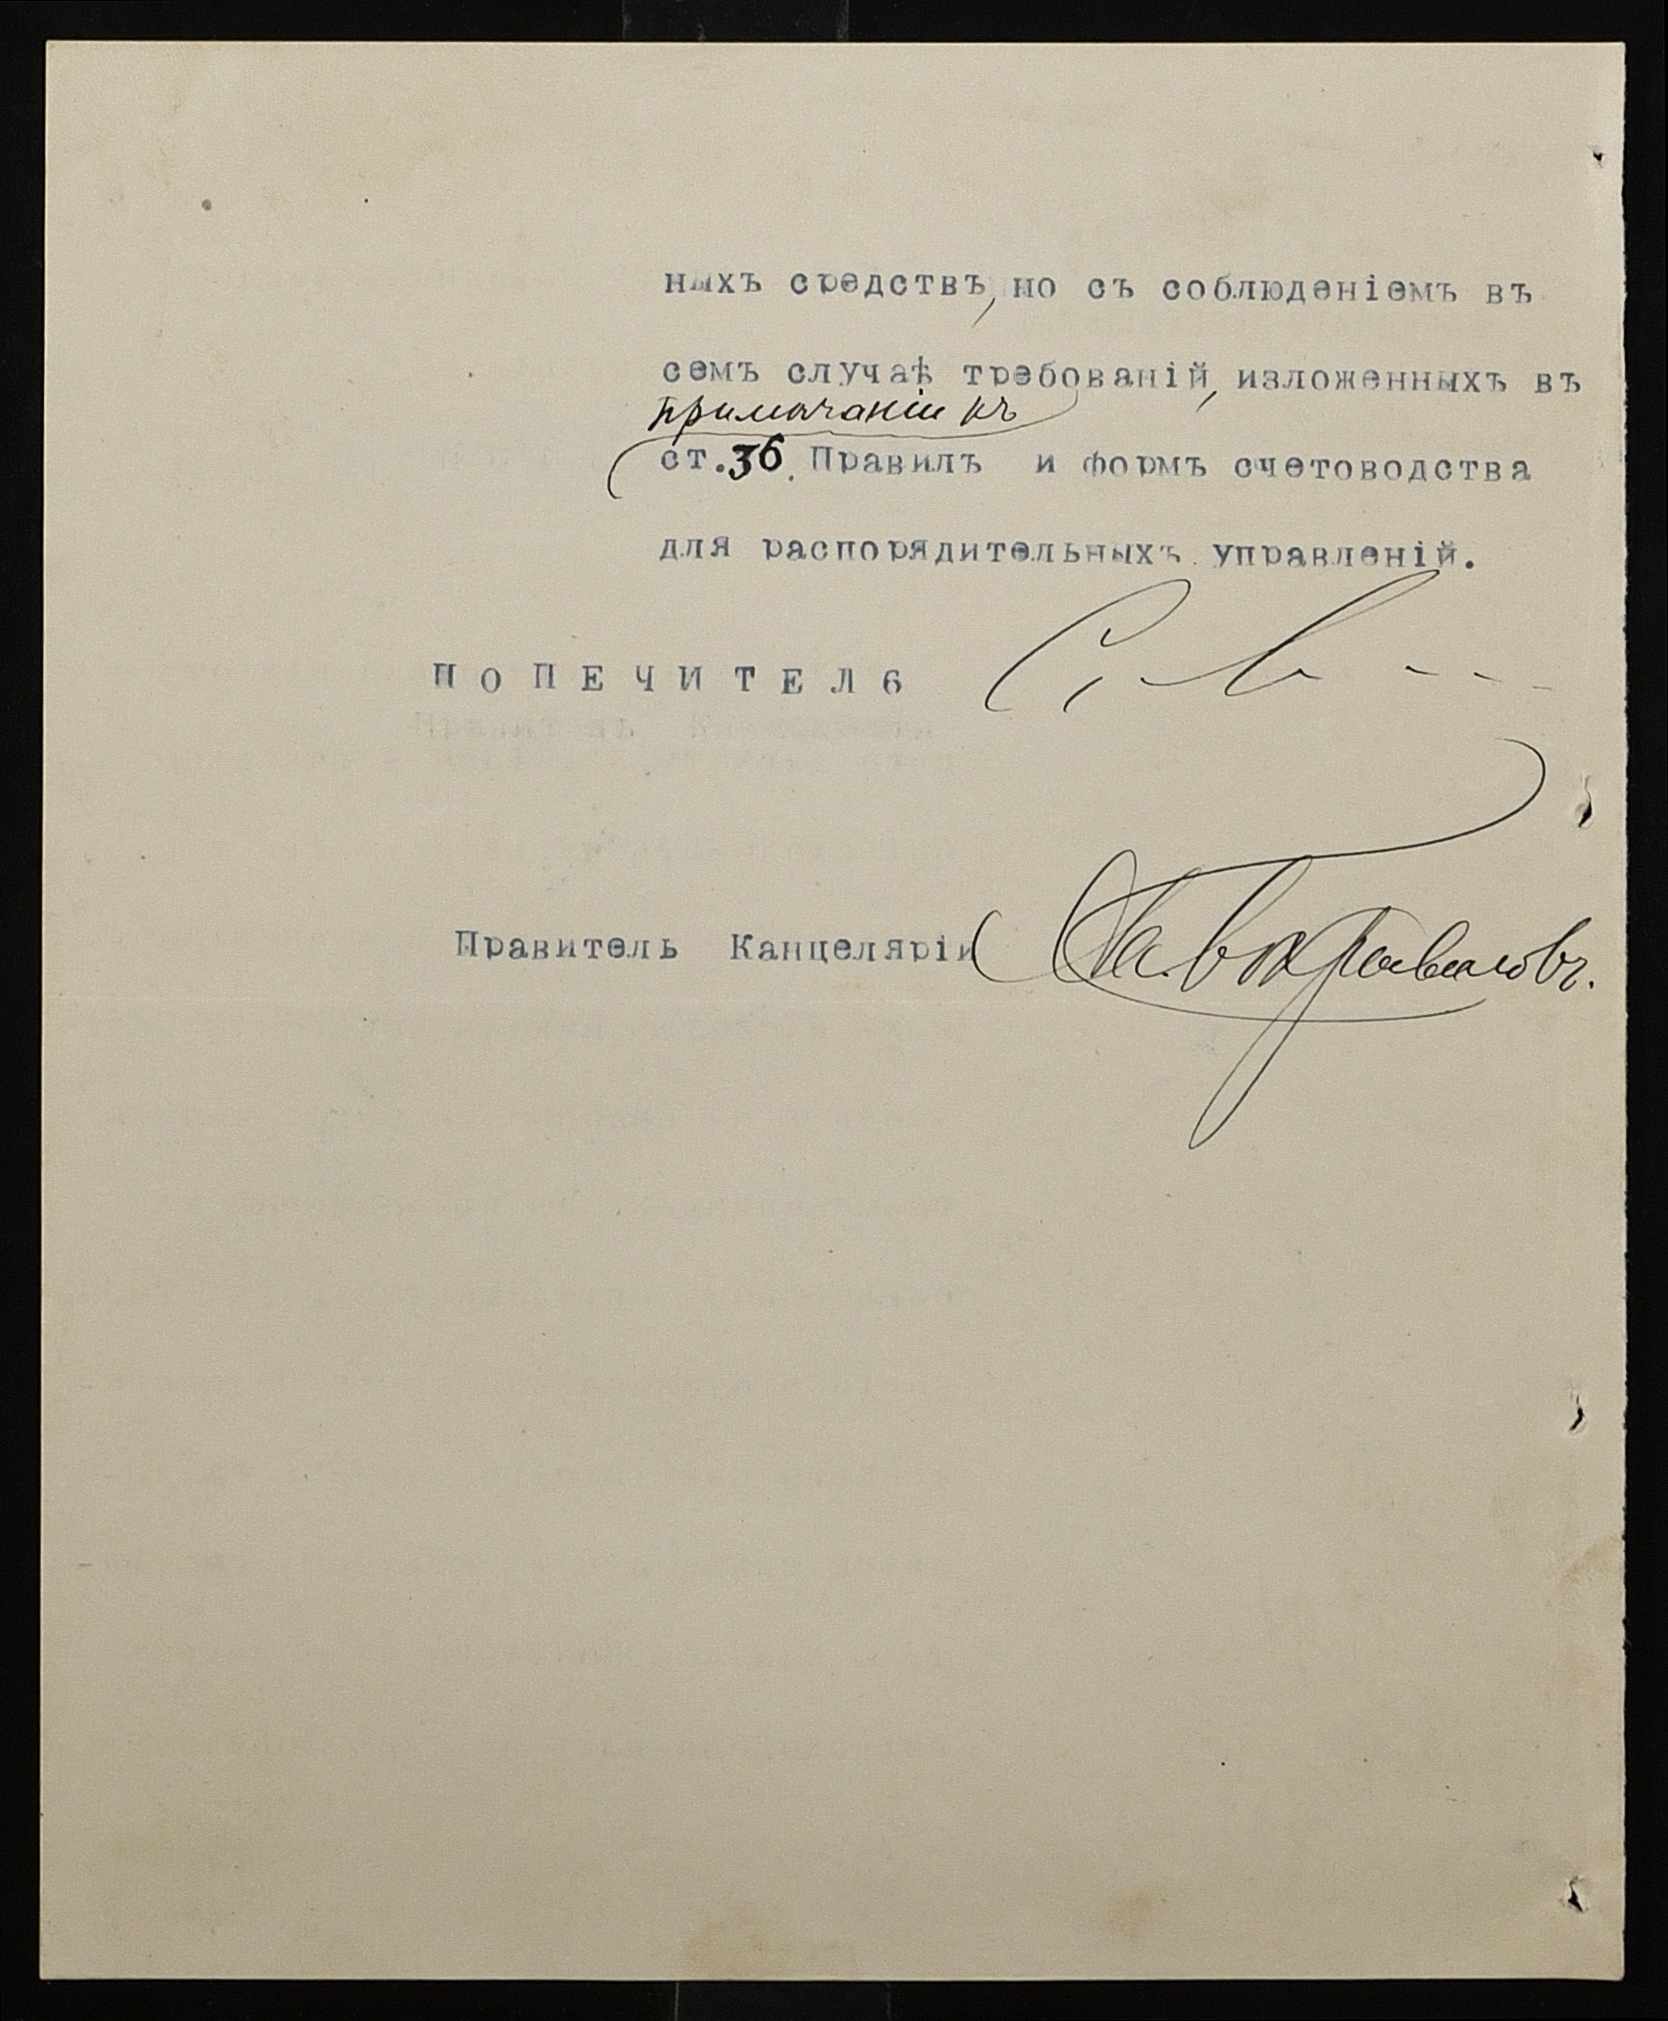 ныхъ средствъ, но съ соблюденіемъ въ
семъ случаѣ требованій, изложенныхъ въ
примѣчаніи къ
ст.36. Правилъ и формъ счетоводства
для распорядительныхъ управленій.
ПОПЕЧИТЕЛЬ
Правитель Канцеляріи